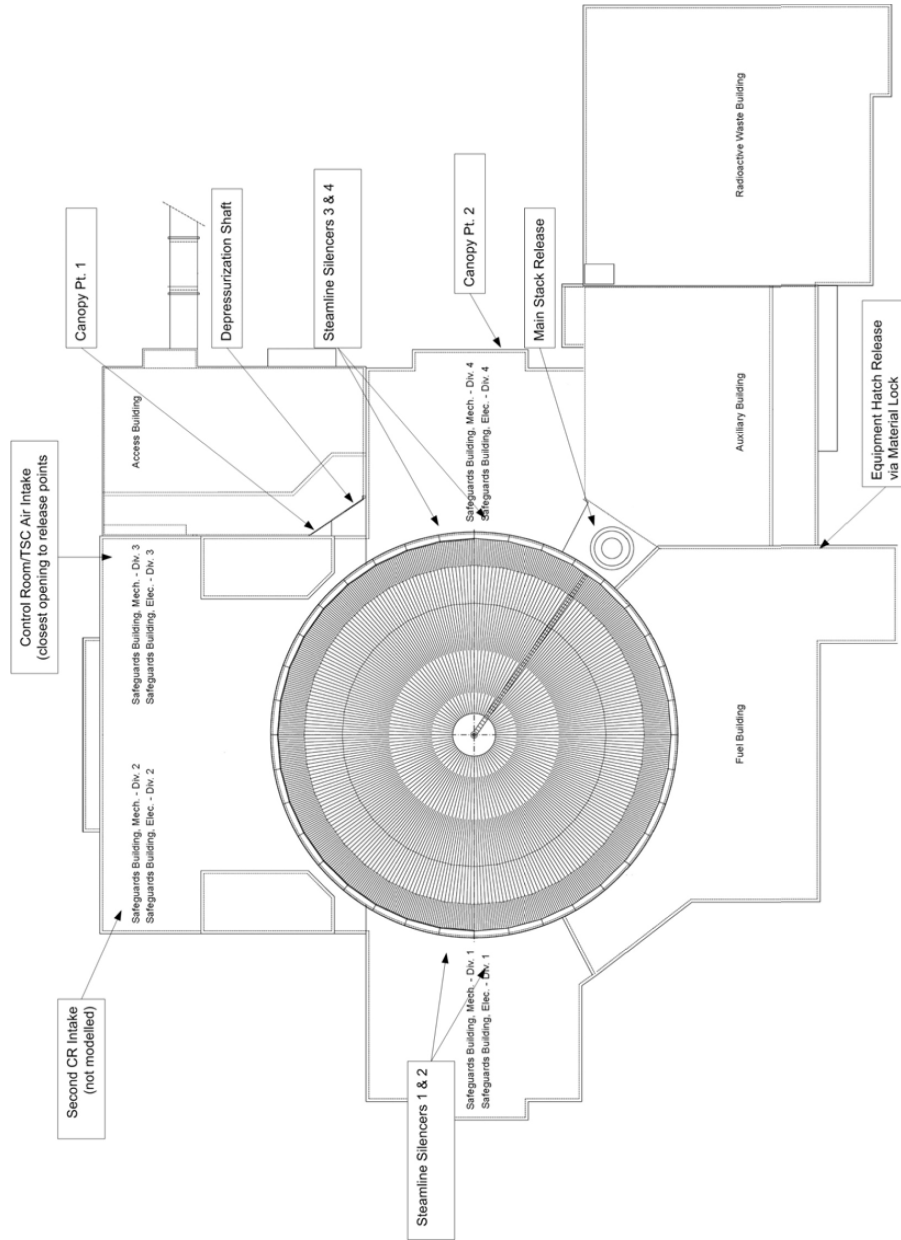 Second CR Intake
(not modelled)
Control Room/TSC Air Intake
(closest opening to release points
Canopy Pt. 1
Depressurization Shaft
Steamline Silencers 3 & 4
Safeguards Building, Mech. - Div. 2
Safeguards Building, Elec. - Div. 2
Safeguards Building, Mech. - Div. 3
Safeguards Building, Elec. - Div. 3
Access Building
Steamline Silencers 1 & 2
Safeguards Building, Mech. - Div. 1
Safeguards Building, Elec. - Div. 1
Safeguards Building, Mech. - Div. 4
Safeguards Building, Elec. - Div. 4
Canopy Pt. 2
Main Stack Release
Fuel Building
Auxiliary Building
Radioactive Waste Building
Equipment Hatch Release
via Material Lock